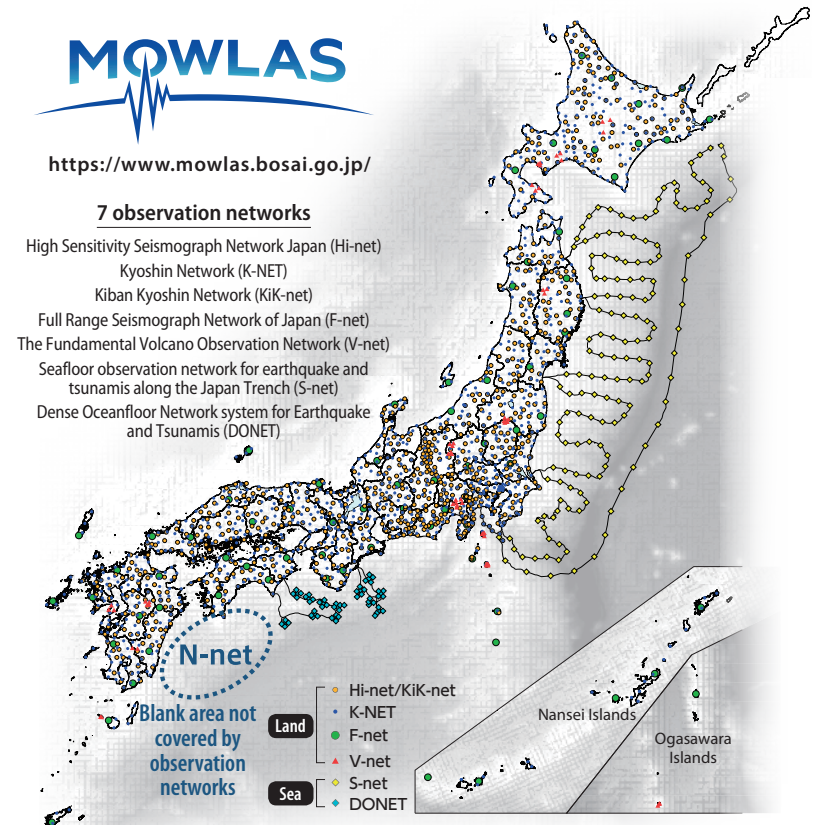 MOWLAS
https://www.mowlas.bosai.go.jp/
7 observation networks
High Sensitivity Seismograph Network Japan (Hi-net)
Kyoshin Network (K-NET)
Kiban Kyoshin Network (KiK-net)
Full Range Seismograph Network of Japan (F-net)
The Fundamental Volcano Observation Network (V-net)
Seafloor observation network for earthquake and
tsunamis along the Japan Trench (S-net)
Dense Oceanfloor Network system for Earthquake
and Tsunamis (DONET)
N-net
Blank area not
covered by
observation
networks
Land
Hi-net/KiK-net
K-NET
F-net
V-net
Sea
S-net
DONET
Nansei Islands
Ogasawara
Islands